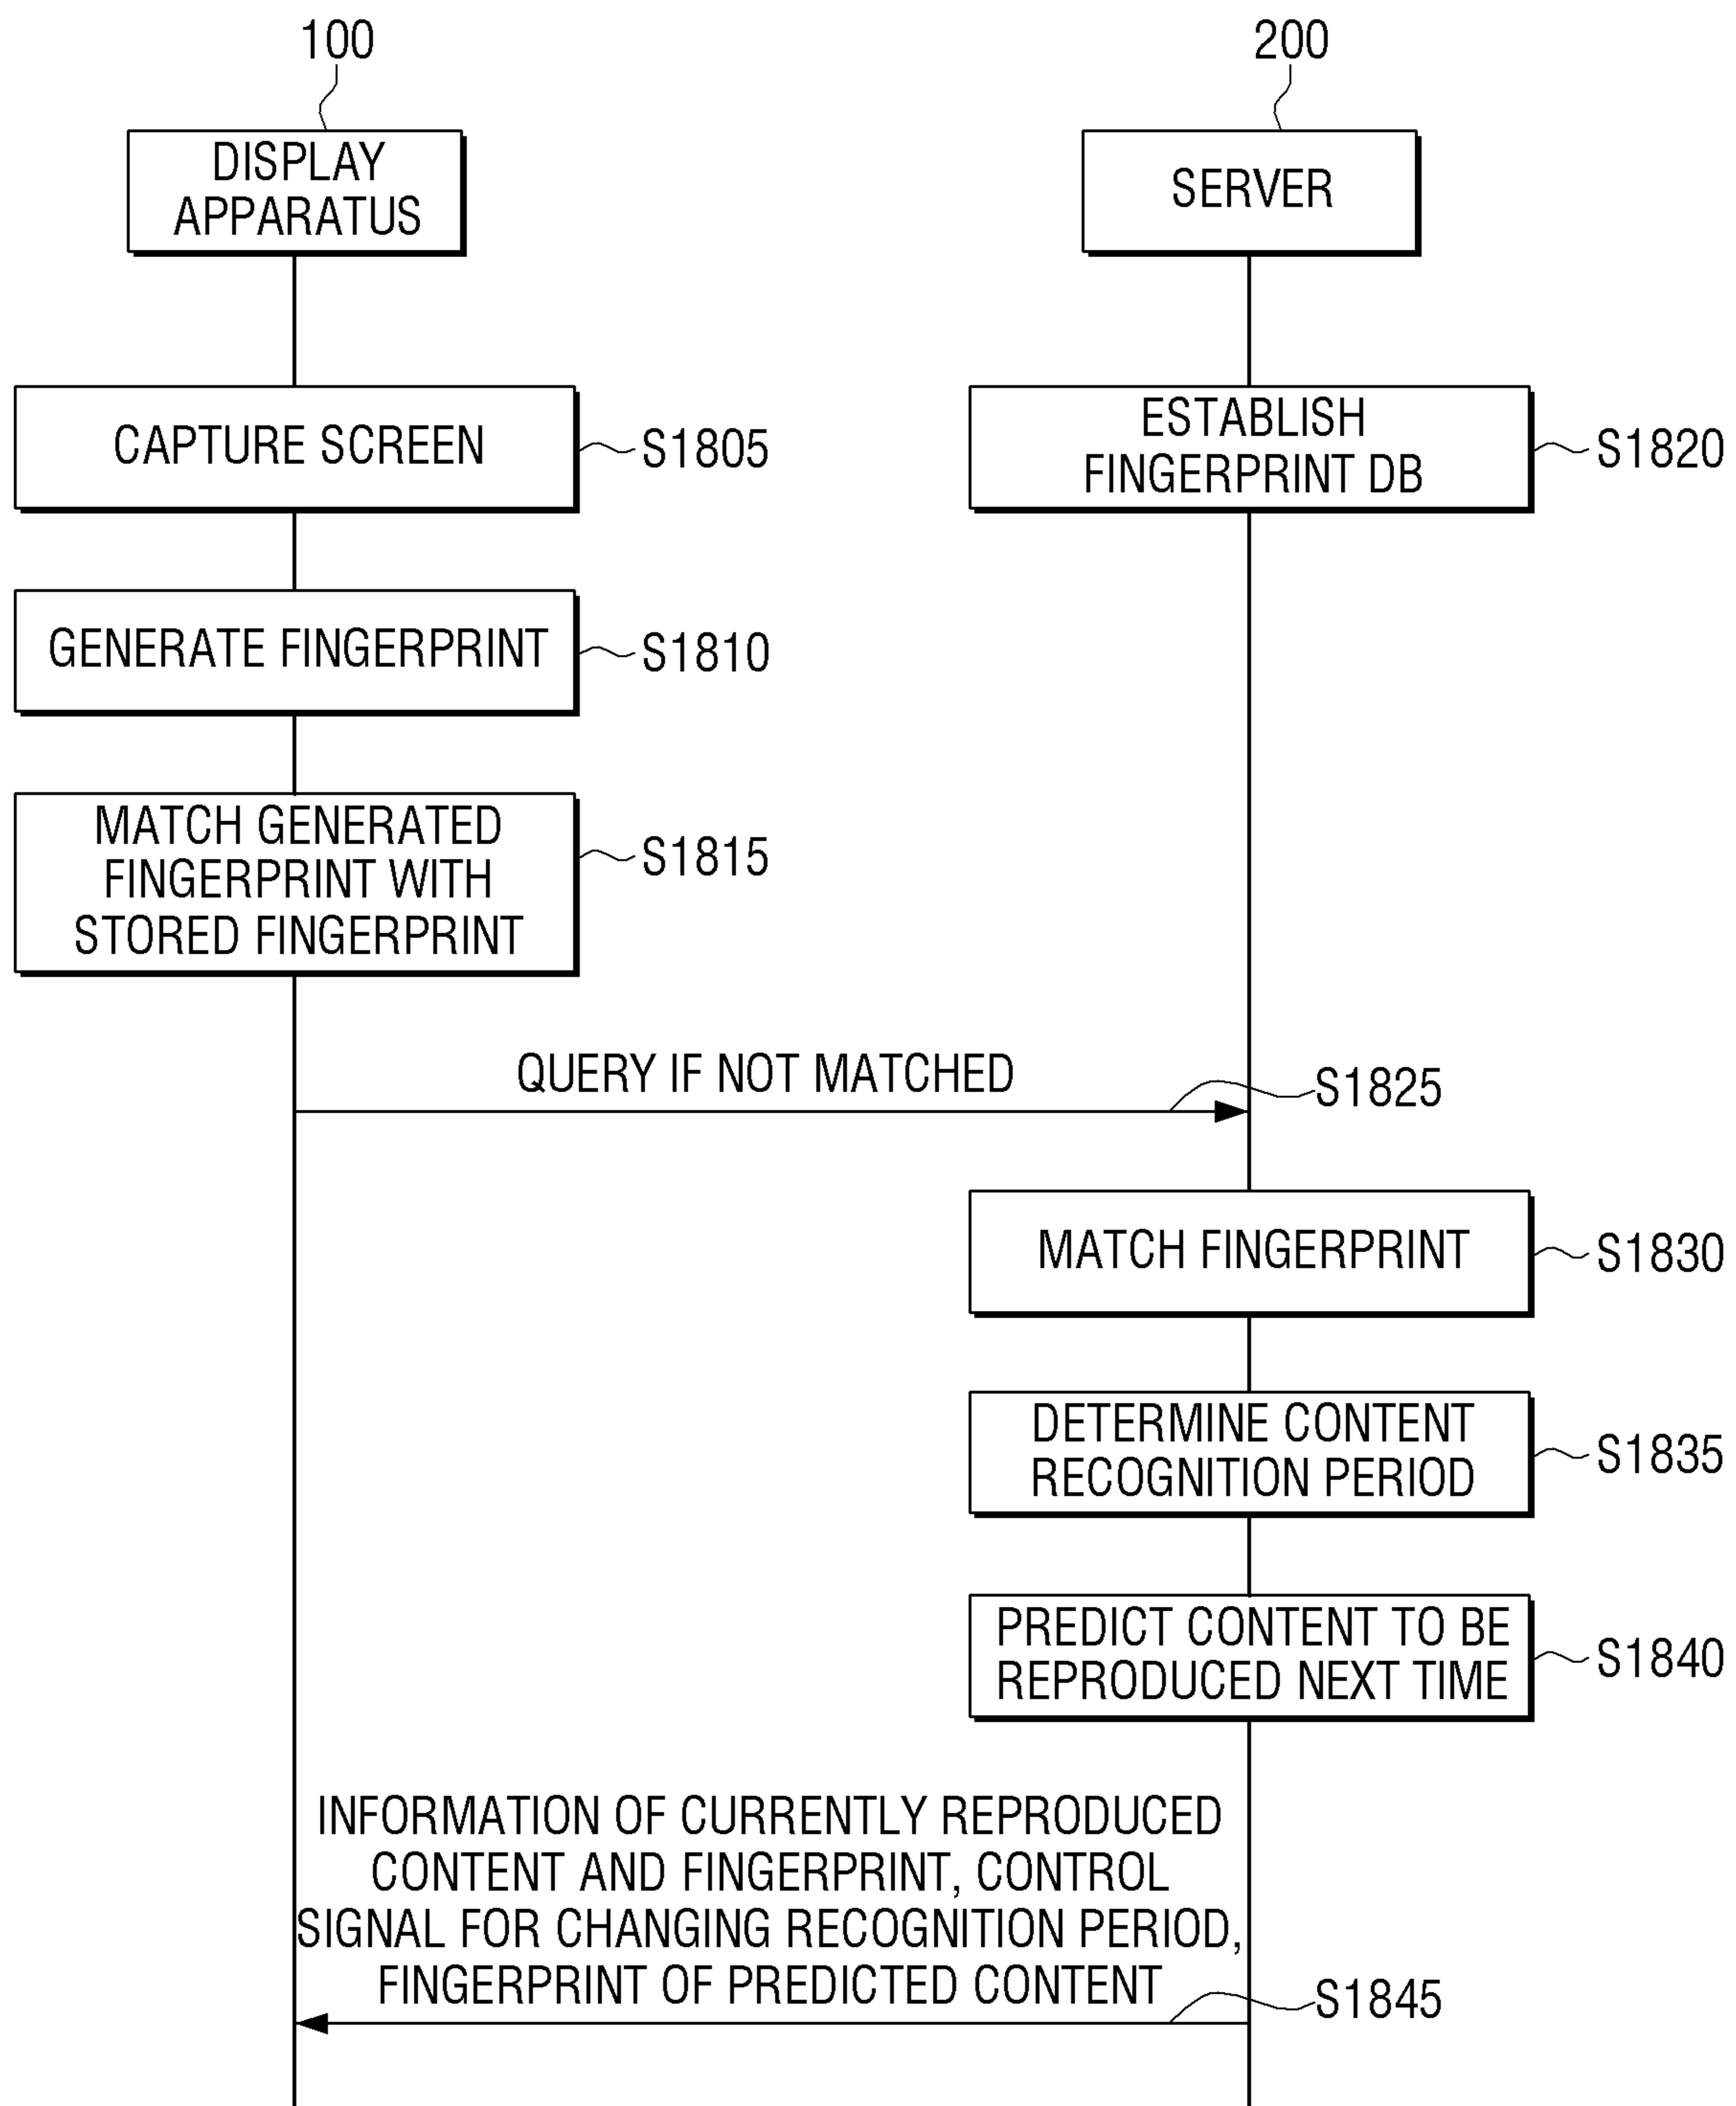 100
200
DISPLAY
APPARATUS
SERVER
CAPTURE SCREEN
S1805
ESTABLISH
FINGERPRINT DB
S1820
GENERATE FINGERPRINT
S1810
MATCH GENERATED
FINGERPRINT WITH
STORED FINGERPRINT
S1815
QUERY IF NOT MATCHED
S1825
MATCH FINGERPRINT
S1830
DETERMINE CONTENT
RECOGNITION PERIOD
S1835
PREDICT CONTENT TO BE
REPRODUCED NEXT TIME
S1840
INFORMATION OF CURRENTLY REPRODUCED
CONTENT AND FINGERPRINT, CONTROL
SIGNAL FOR CHANGING RECOGNITION PERIOD,
FINGERPRINT OF PREDICTED CONTENT
S1845